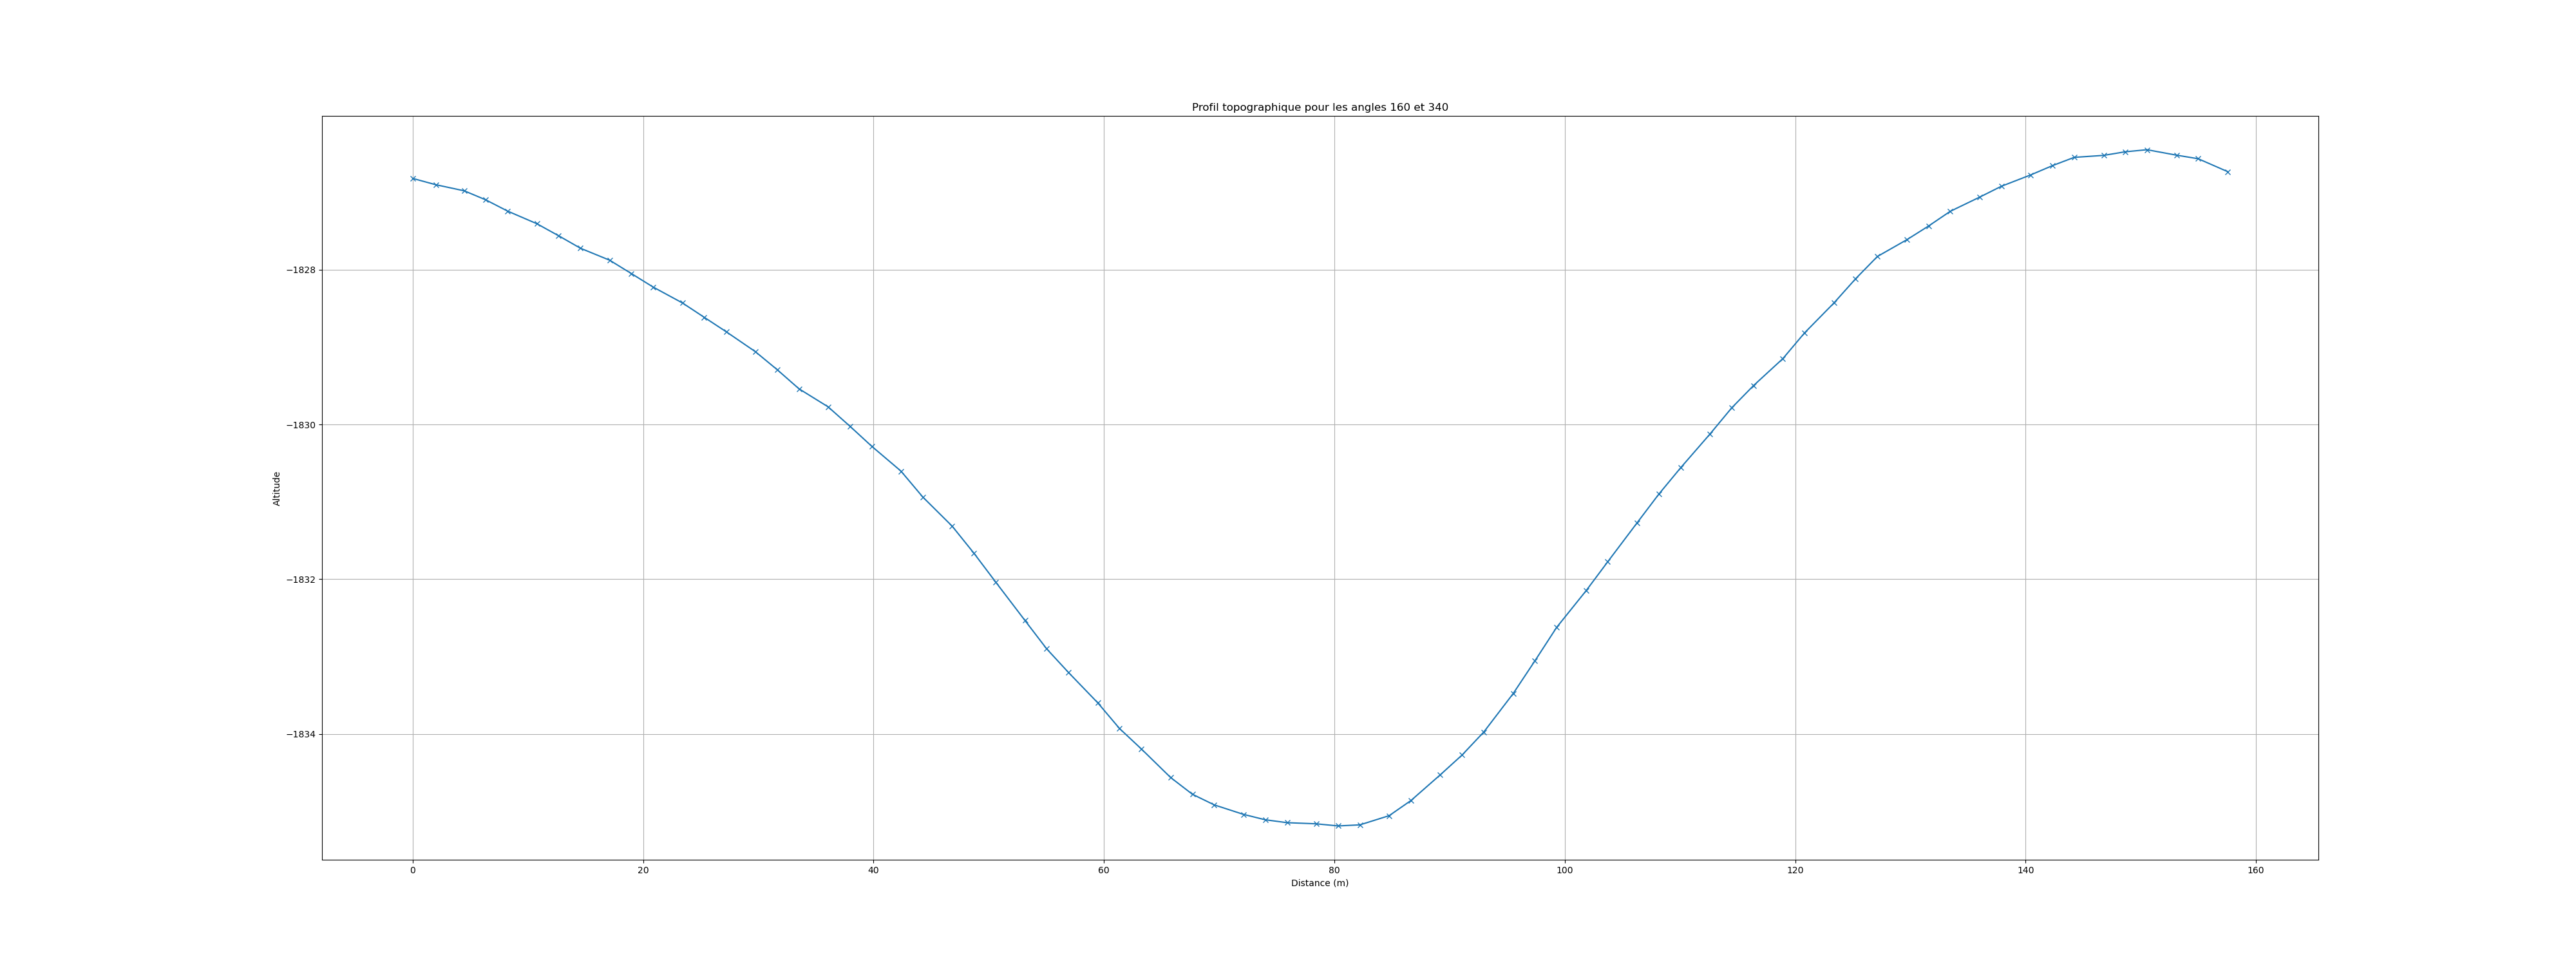 Profil topographique pour les angles 160 et 340
−1828
−1830
−1832
−1834
Altitude
0 20 40 60 80 100 120 140 160
Distance (m)